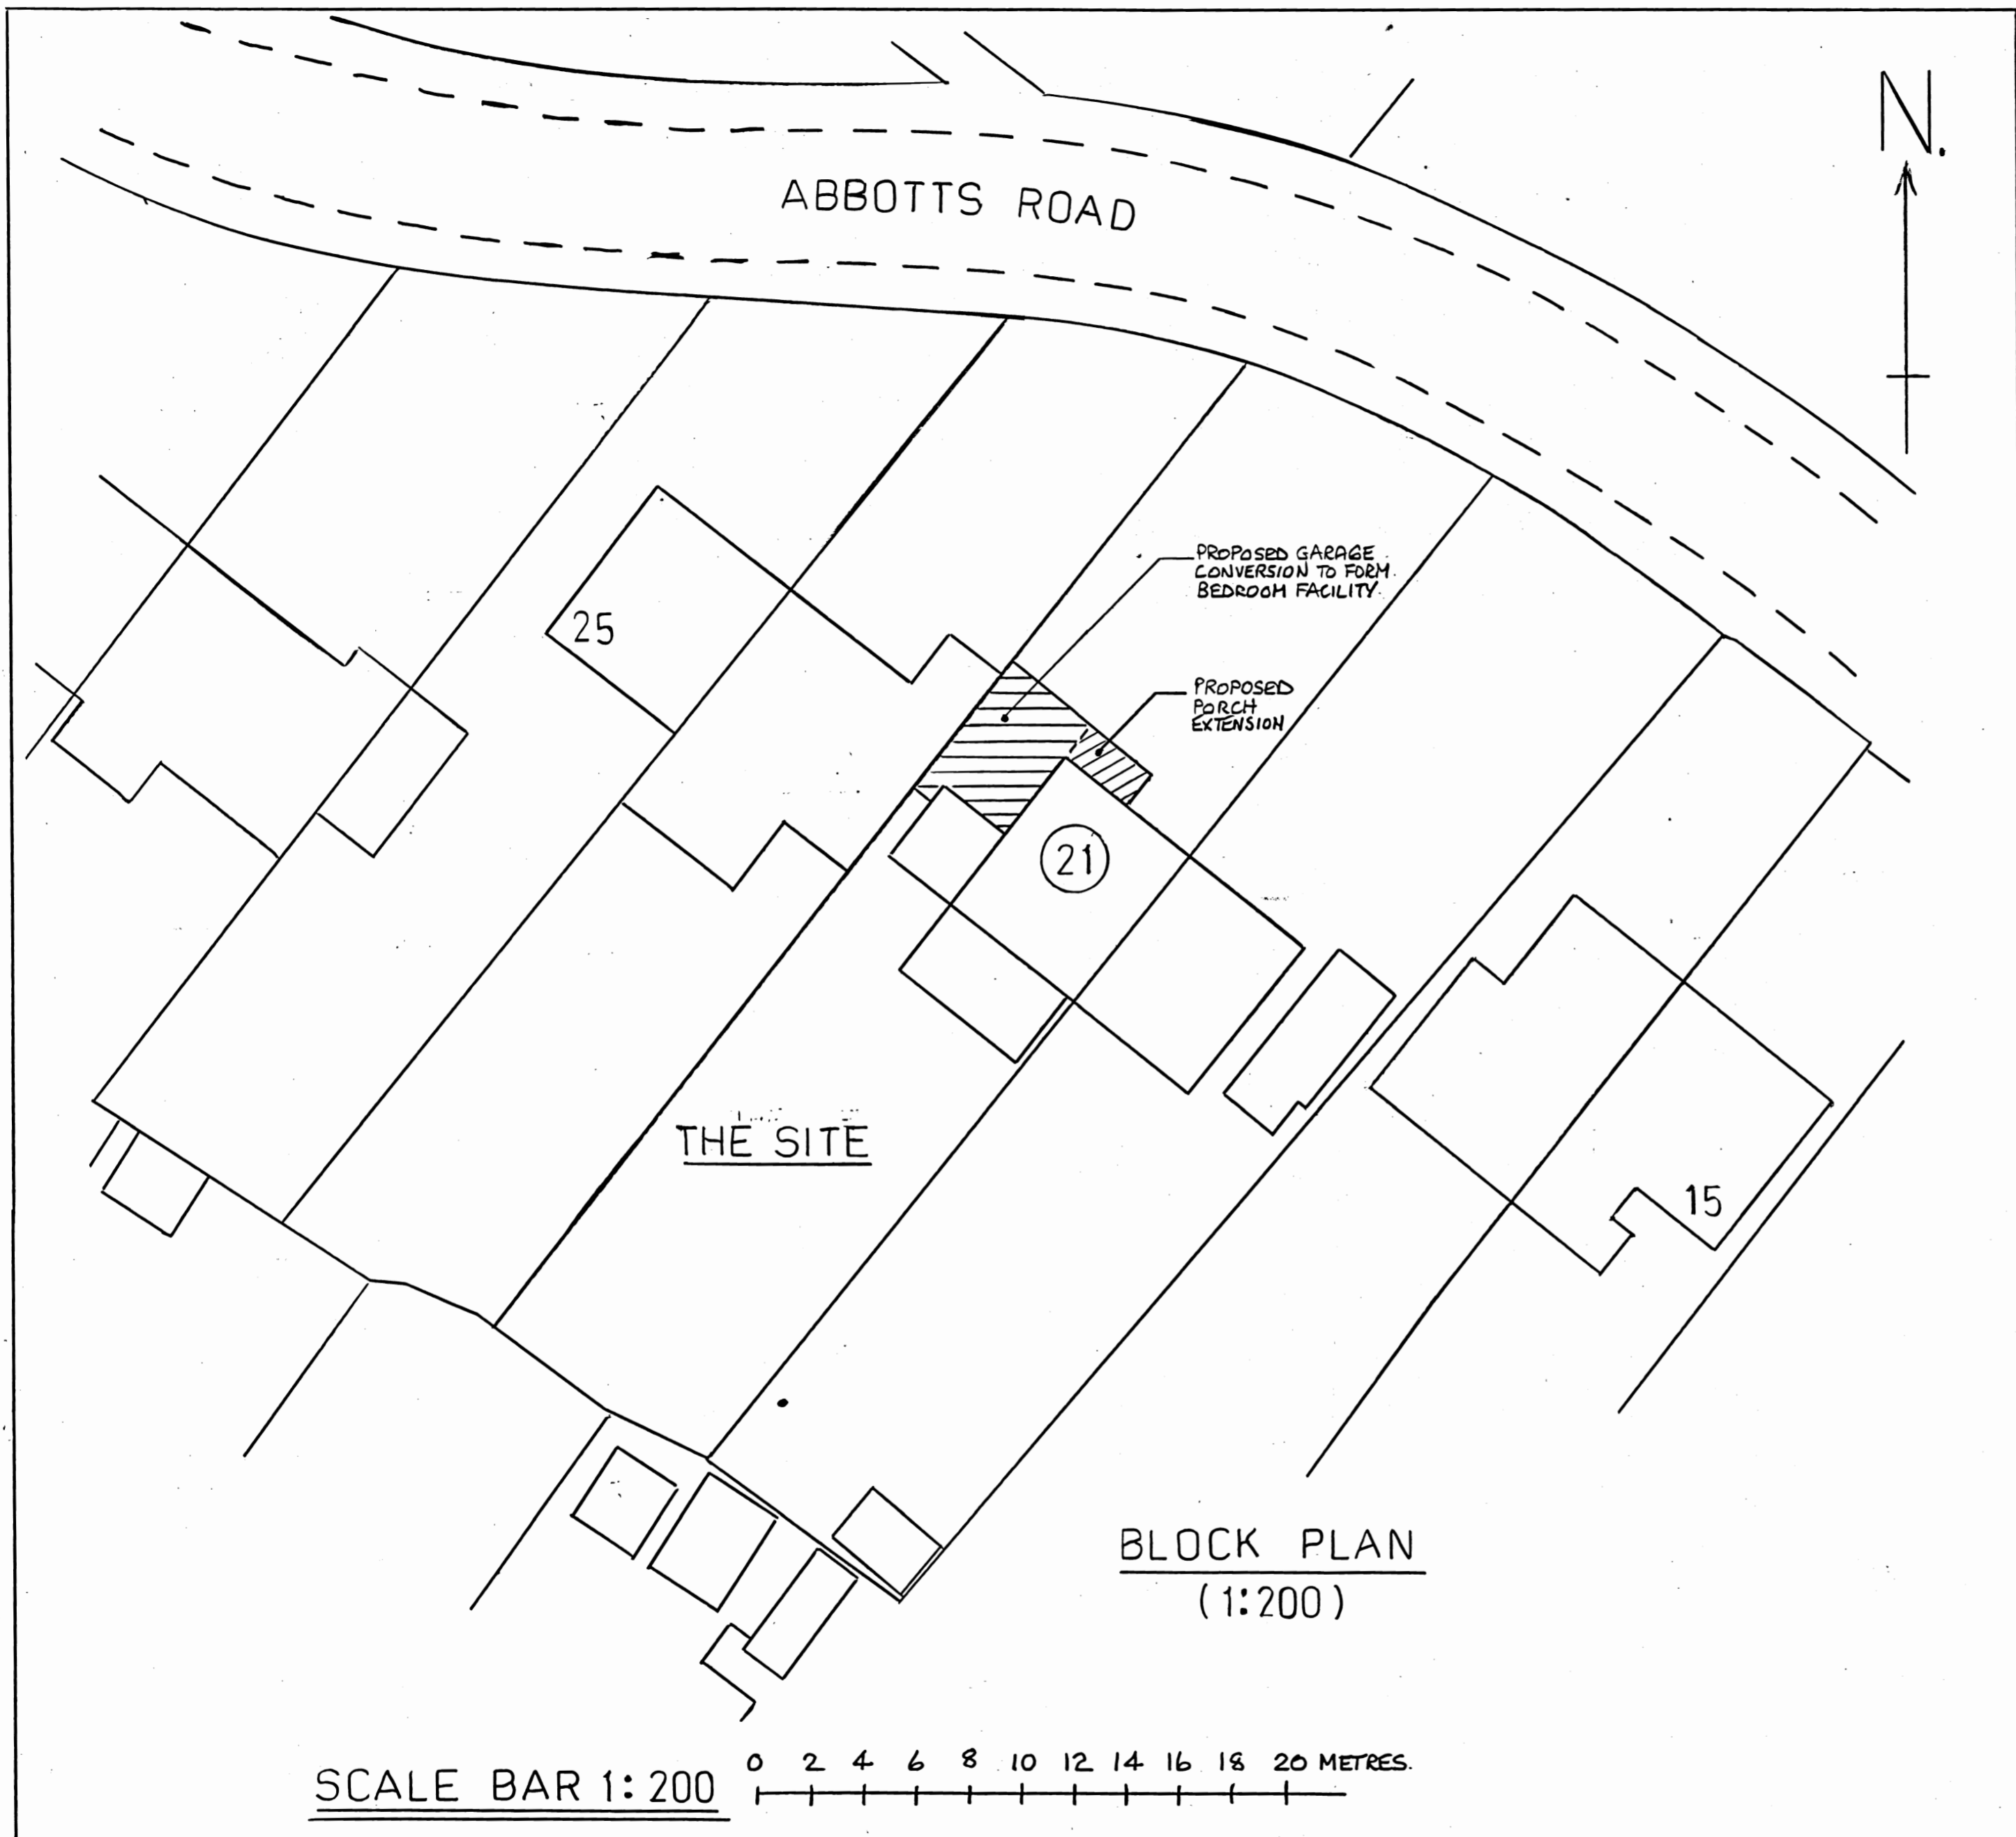 N.
ABBOTTS ROAD
PROPOSED GARAGE
CONVERSION TO FORM
BEDROOM FACILITY.
25
PROPOSED
PORCH
EXTENSION
21
THE SITE
15
BLOCK PLAN
(1:200)
SCALE BAR 1:200
0 2 4 6 8 10 12 14 16 18 20 METRES.